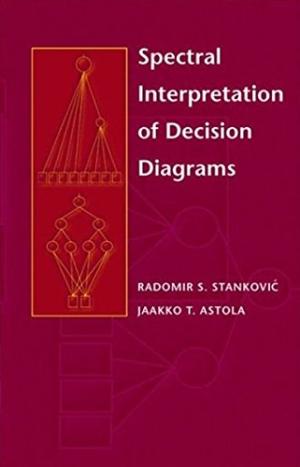 Spectral
Interpretation
of Decision
Diagrams
RADOMIR S. STANKOVIĆ
JAAKKO T. ASTOLA